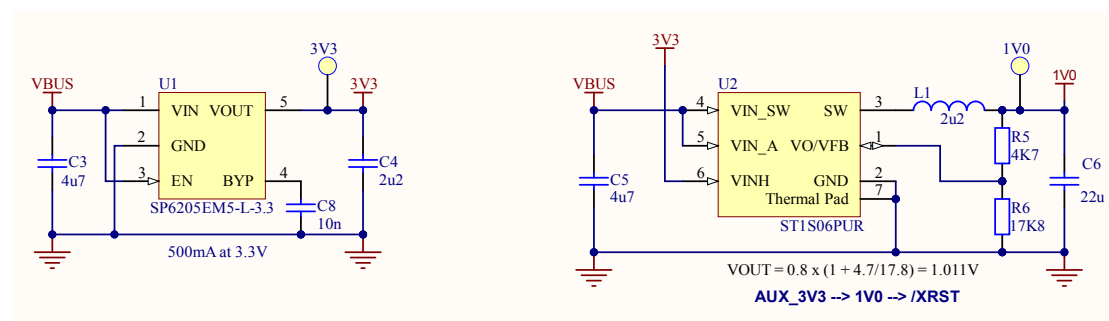 VBUS
U1
3V3
3V3
1 VIN VOUT 5
2 GND
3 EN BYP 4
C3
4u7
C4
2u2
C8
10n
SP6205EM5-L-3.3
500mA at 3.3V
3V3
VBUS
U2
1V0
1V0
4 VIN_SW SW 3
L1
2u2
5 VIN_A VO/VFB 1
6 VINH GND 2
Thermal Pad 7
C5
4u7
R5
4K7
R6
17K8
C6
22u
ST1S06PUR
VOUT = 0.8 x (1 + 4.7/17.8) = 1.011V
AUX_3V3 --> 1V0 --> /XRST